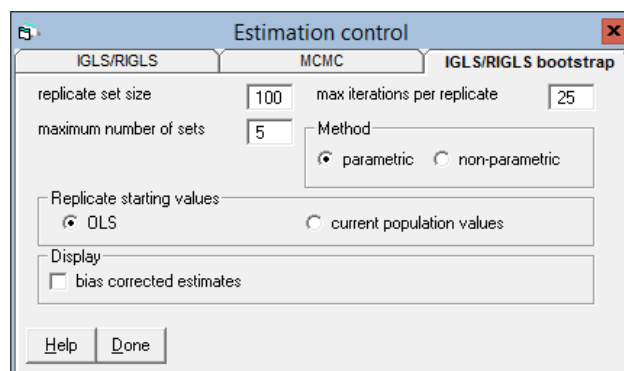 Estimation control
IGLS/RIGLS MCMC IGLS/RIGLS bootstrap
replicate set size 100 max iterations per replicate 25
maximum number of sets 5
Method
parametric non-parametric
Replicate starting values
OLS current population values
Display
bias corrected estimates
Help Done